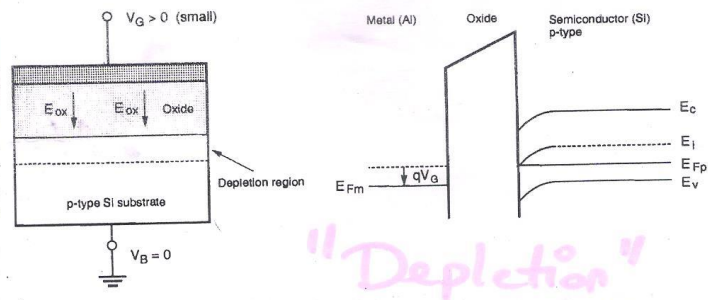 V_G > 0 (small)
E_ox
E_ox
Oxide
Depletion region
p-type Si substrate
V_B = 0
Metal (Al)
Oxide
Semiconductor (Si)
p-type
E_c
E_i
E_Fp
E_v
qV_G
E_Fm
"Depletion"